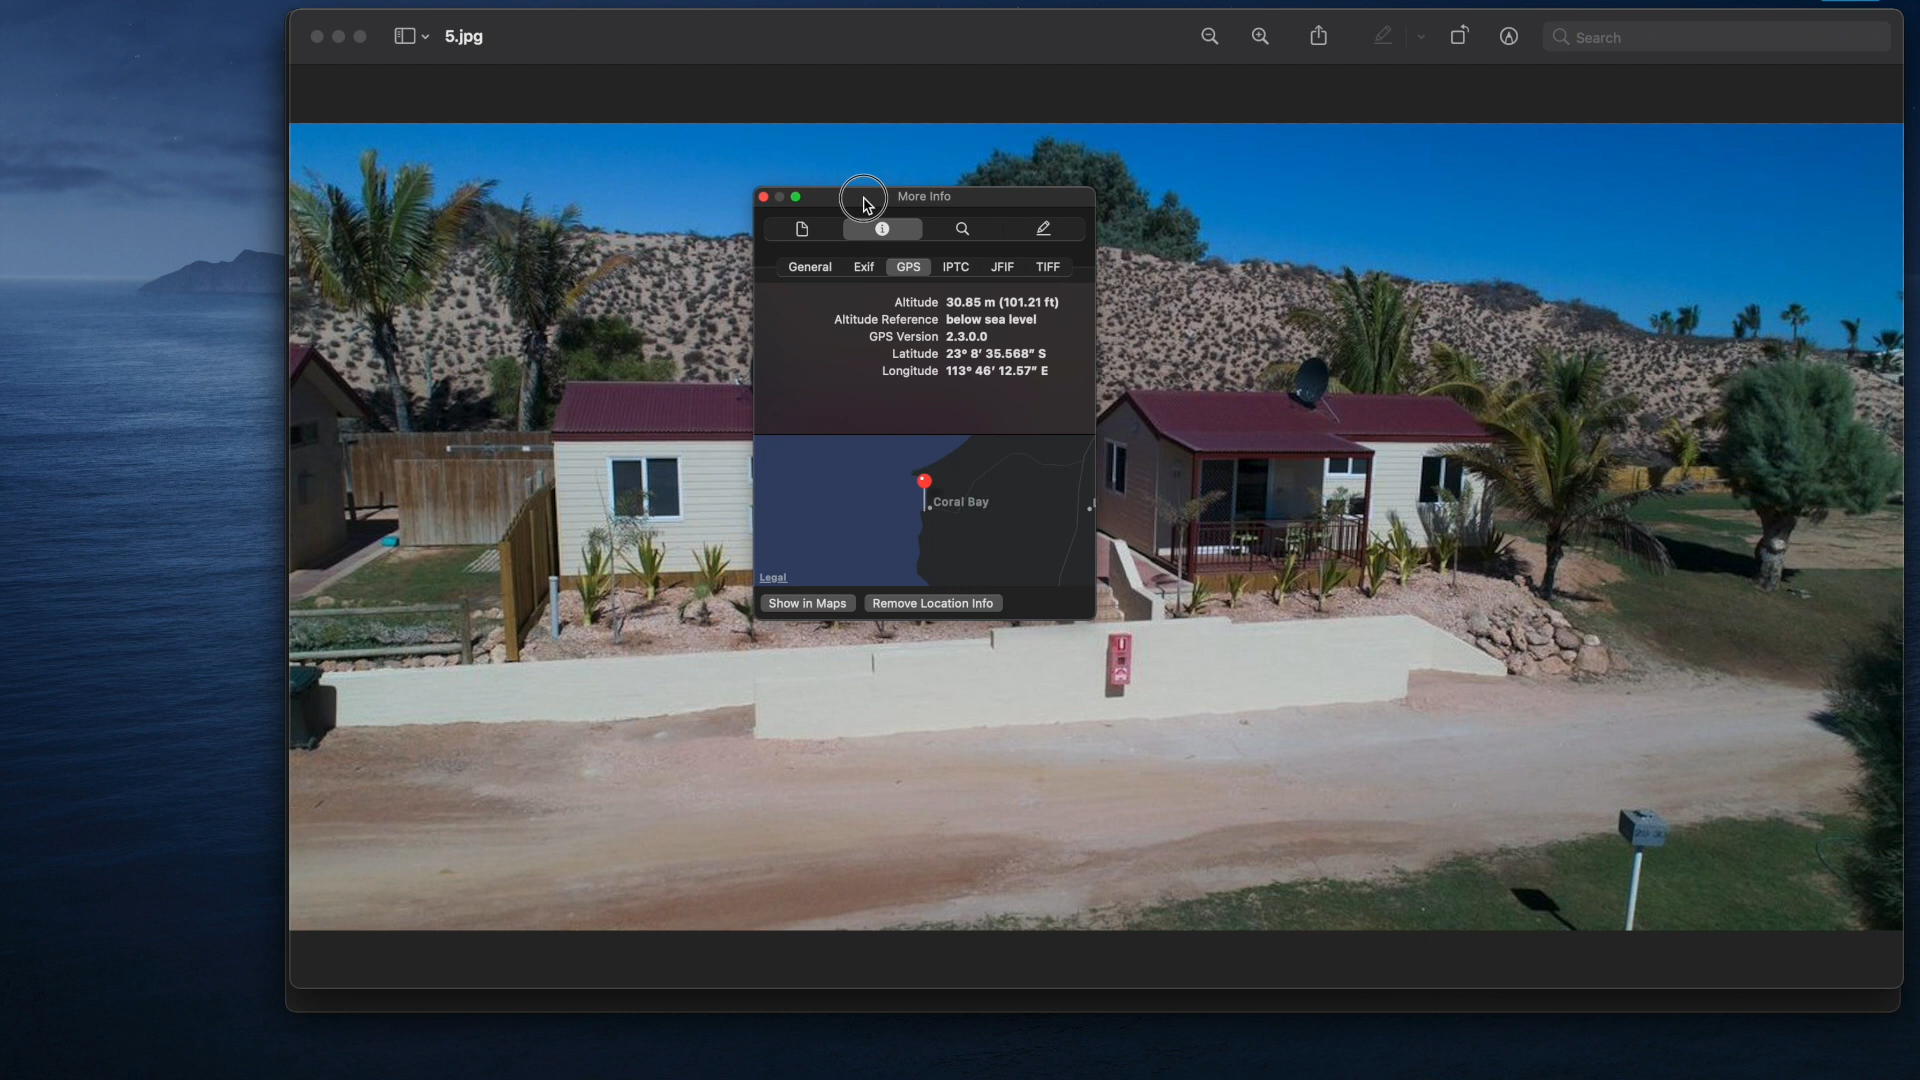 5.jpg
Search
More Info
General Exif GPS IPTC JFIF TIFF
Altitude 30.85 m (101.21 ft)
Altitude Reference below sea level
GPS Version 2.3.0.0
Latitude 23° 8′ 35.568″ S
Longitude 113° 46′ 12.57″ E
Coral Bay
Legal
Show in Maps Remove Location Info